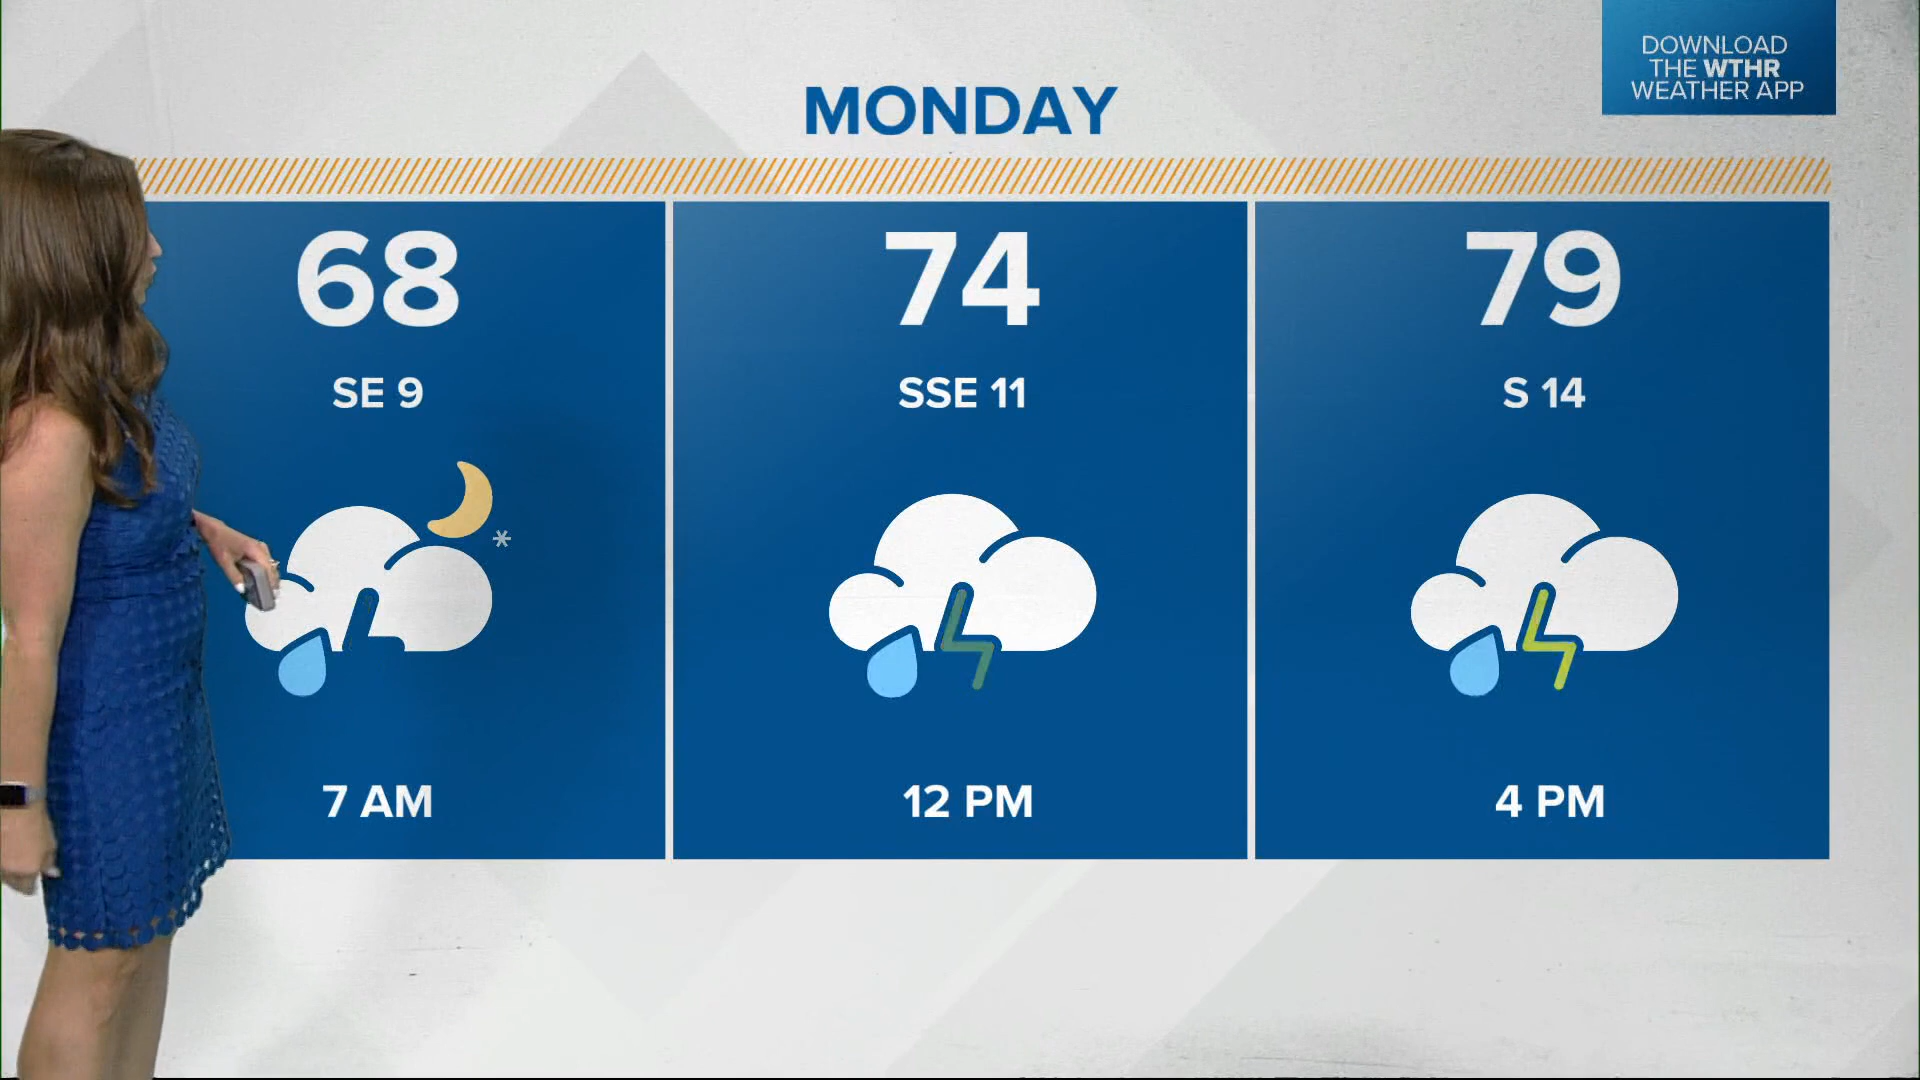 DOWNLOAD
THE WTHR
WEATHER APP
MONDAY
68
SE 9
7 AM
74
SSE 11
12 PM
79
S 14
4 PM